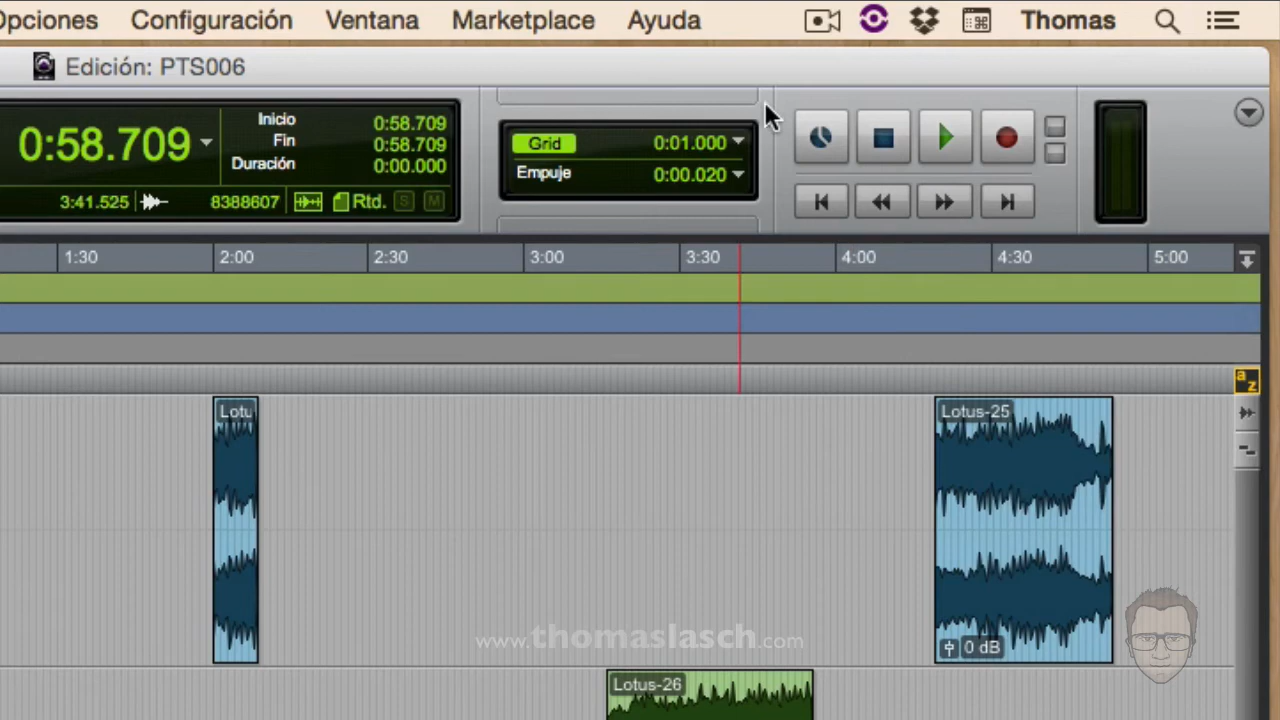 Opciones Configuración Ventana Marketplace Ayuda Thomas
Edición: PTS006
0:58.709
Inicio 0:58.709
Fin 0:58.709
Duración 0:00.000
3:41.525 8388607 Rtd. S M
Grid 0:01.000
Empuje 0:00.020
1:30 2:00 2:30 3:00 3:30 4:00 4:30 5:00
a z
Lotu
Lotus-25
0 dB
www.thomaslasch.com
Lotus-26